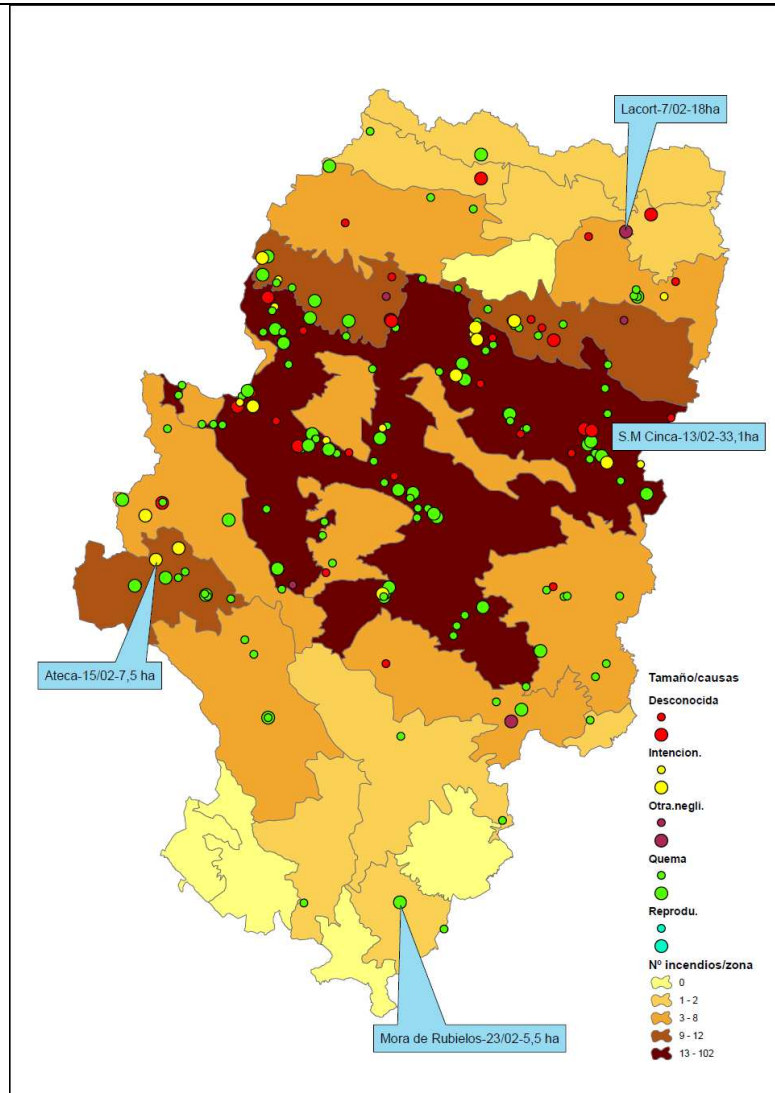 Lacort-7/02-18ha
S.M Cinca-13/02-33,1ha
Ateca-15/02-7,5 ha
Mora de Rubielos-23/02-5,5 ha
Tamaño/causas
Desconocida
Intencion.
Otra.negli.
Quema
Reprodu.
Nº incendios/zona
0
1 - 2
3 - 8
9 - 12
13 - 102